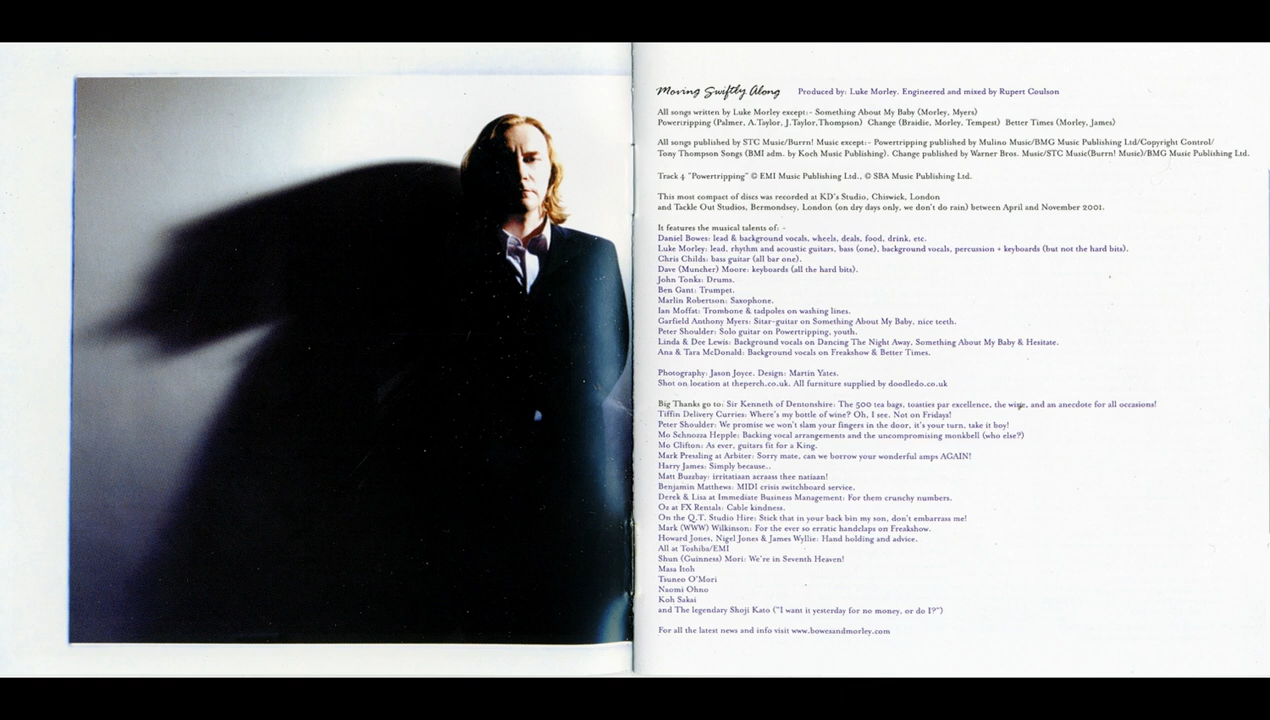 Moving Swiftly Along Produced by: Luke Morley. Engineered and mixed by Rupert Coulson
All songs written by Luke Morley except:- Something About My Baby (Morley, Myers)
Powertripping (Palmer, A.Taylor, J.Taylor,Thompson) Change (Braidie, Morley, Tempest) Better Times (Morley, James)
All songs published by STC Music/Burrn! Music except:- Powertripping published by Mulino Music/BMG Music Publishing Ltd/Copyright Control/
Tony Thompson Songs (BMI adm. by Koch Music Publishing). Change published by Warner Bros. Music/STC Music(Burrn! Music)/BMG Music Publishing Ltd.
Track 4 "Powertripping" © EMI Music Publishing Ltd., © SBA Music Publishing Ltd.
This most compact of discs was recorded at KD's Studio, Chiswick, London
and Tackle Out Studios, Bermondsey, London (on dry days only, we don't do rain) between April and November 2001.
It features the musical talents of: -
Daniel Bowes: lead & background vocals, wheels, deals, food, drink, etc.
Luke Morley: lead, rhythm and acoustic guitars, bass (one), background vocals, percussion + keyboards (but not the hard bits).
Chris Childs: bass guitar (all bar one).
Dave (Muncher) Moore: keyboards (all the hard bits).
John Tonks: Drums.
Ben Gant: Trumpet.
Marlin Robertson: Saxophone.
Ian Moffat: Trombone & tadpoles on washing lines.
Garfield Anthony Myers: Sitar-guitar on Something About My Baby, nice teeth.
Peter Shoulder: Solo guitar on Powertripping, youth.
Linda & Dee Lewis: Background vocals on Dancing The Night Away, Something About My Baby & Hesitate.
Ana & Tara McDonald: Background vocals on Freakshow & Better Times.
Photography: Jason Joyce. Design: Martin Yates.
Shot on location at theperch.co.uk. All furniture supplied by doodledo.co.uk
Big Thanks go to: Sir Kenneth of Dentonshire: The 500 tea bags, toasties par excellence, the wine, and an anecdote for all occasions!
Tiffin Delivery Curries: Where's my bottle of wine? Oh, I see. Not on Fridays!
Peter Shoulder: We promise we won't slam your fingers in the door, it's your turn, take it boy!
Mo Schnozza Hepple: Backing vocal arrangements and the uncompromising monkbell (who else?)
Mo Clifton: As ever, guitars fit for a King.
Mark Pressling at Arbiter: Sorry mate, can we borrow your wonderful amps AGAIN!
Harry James: Simply because..
Matt Buzzbay: irritatiaan acraass thee natiaan!
Benjamin Matthews: MIDI crisis switchboard service.
Derek & Lisa at Immediate Business Management: For them crunchy numbers.
Oz at FX Rentals: Cable kindness.
On the Q.T. Studio Hire: Stick that in your back bin my son, don't embarrass me!
Mark (WWW) Wilkinson: For the ever so erratic handclaps on Freakshow.
Howard Jones, Nigel Jones & James Wyllie: Hand holding and advice.
All at Toshiba/EMI
Shun (Guinness) Mori: We're in Seventh Heaven!
Masa Itoh
Tsuneo O'Mori
Naomi Ohno
Koh Sakai
and The legendary Shoji Kato ("I want it yesterday for no money, or do I?")
For all the latest news and info visit www.bowesandmorley.com